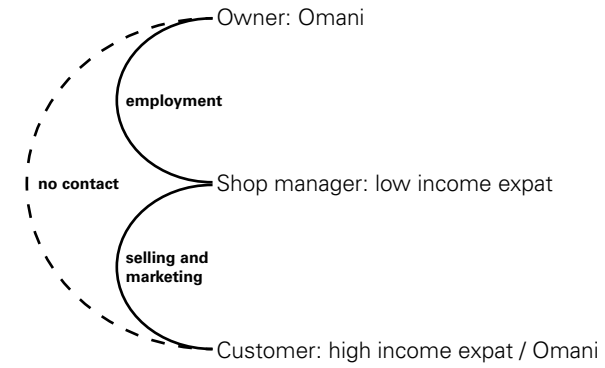 Owner: Omani
employment
no contact
Shop manager: low income expat
selling and
marketing
Customer: high income expat / Omani